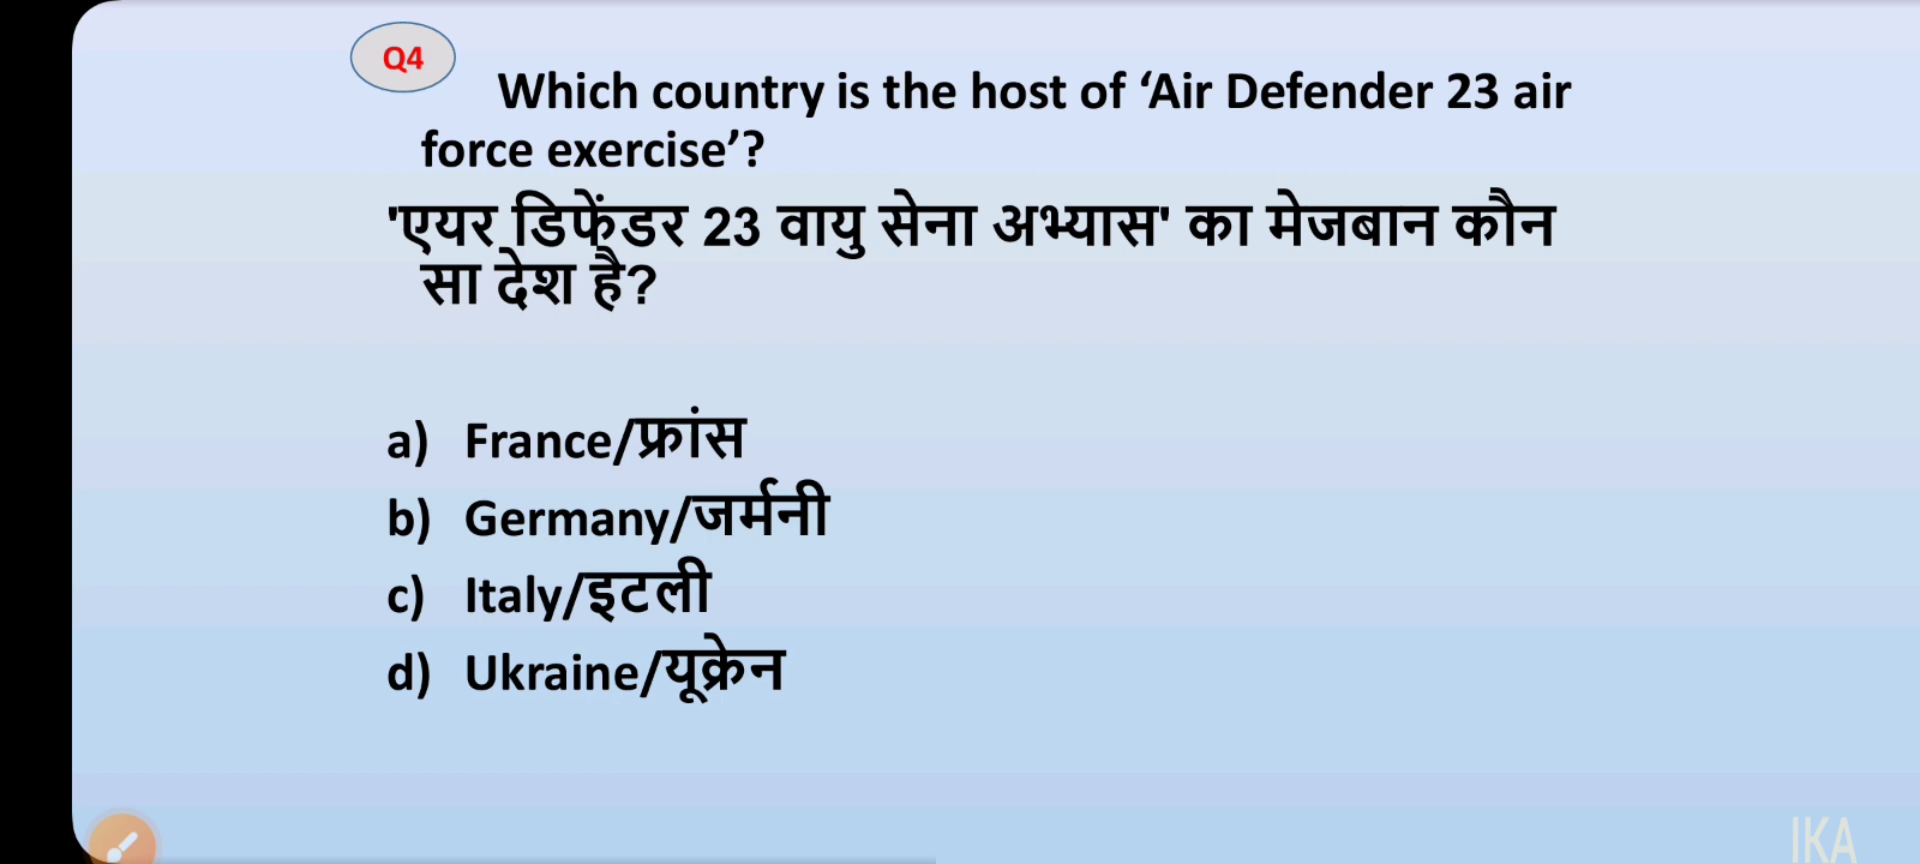 Q4
Which country is the host of ‘Air Defender 23 air
force exercise’?
'एयर डिफेंडर 23 वायु सेना अभ्यास' का मेजबान कौन
सा देश है?
a) France/फ्रांस
b) Germany/जर्मनी
c) Italy/इटली
d) Ukraine/यूक्रेन
IKA